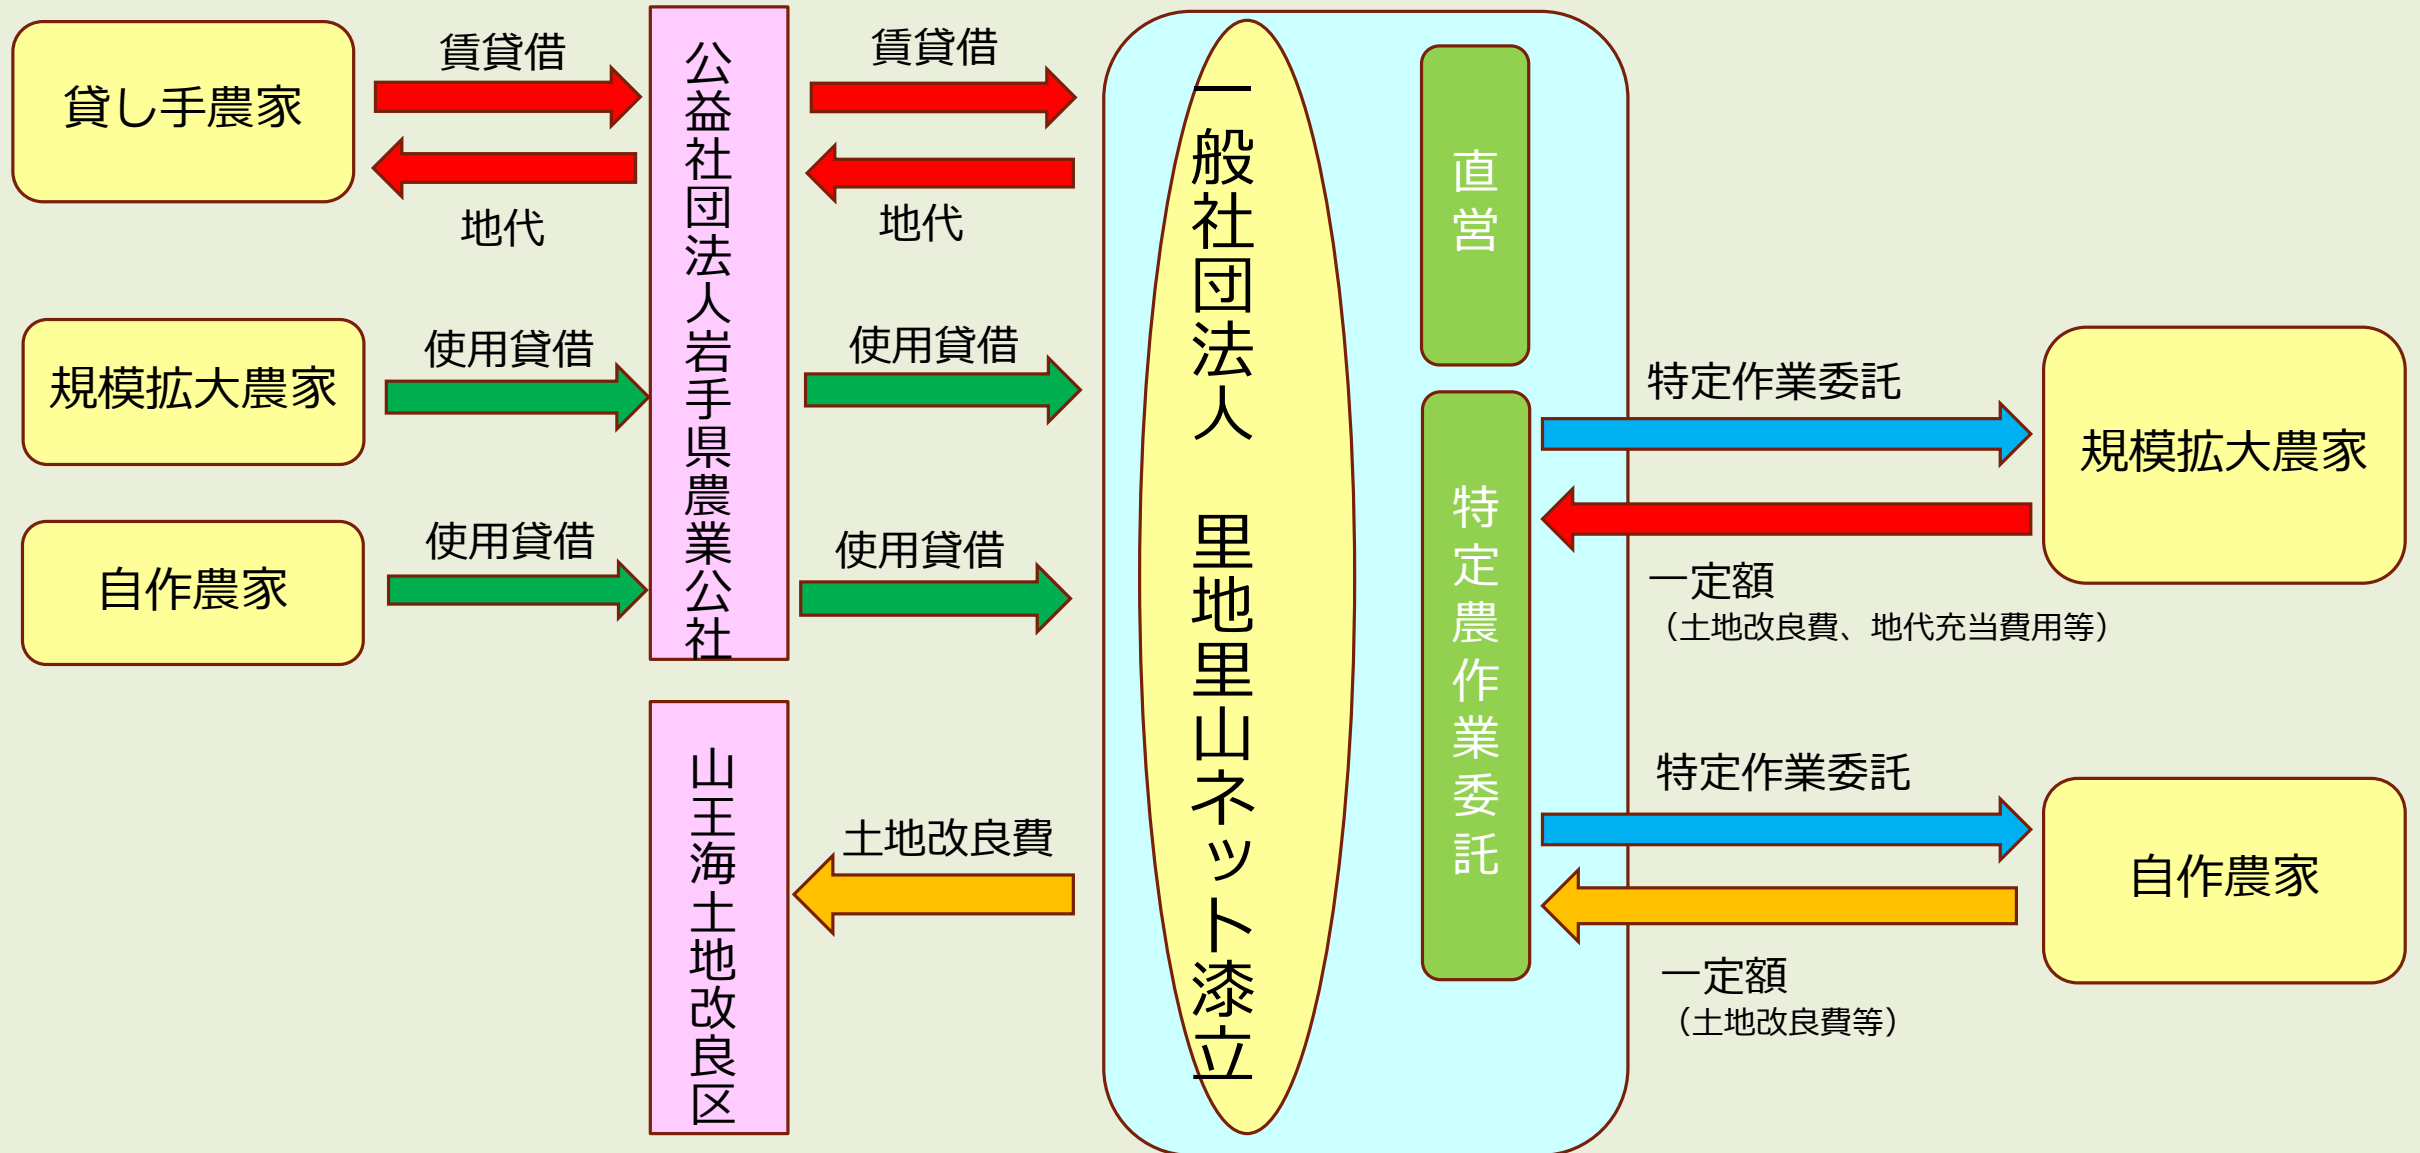 貸し手農家
賃貸借
地代
規模拡大農家
使用貸借
自作農家
使用貸借
公益社団法人岩手県農業公社
賃貸借
地代
使用貸借
使用貸借
山王海土地改良区
土地改良費
一般社団法人　里地里山ネット漆立
直営
特定農作業委託
特定作業委託
一定額
（土地改良費、地代充当費用等）
規模拡大農家
特定作業委託
一定額
（土地改良費等）
自作農家